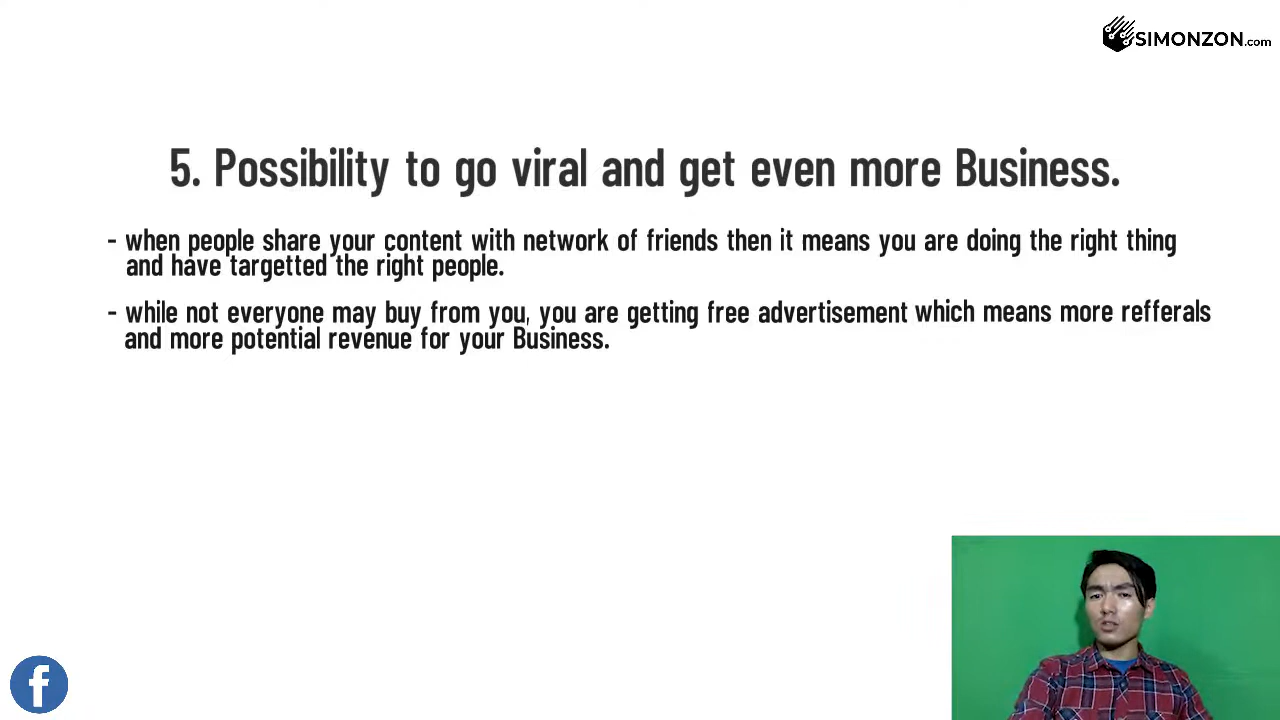 SIMONZON.com
5. Possibility to go viral and get even more Business.
- when people share your content with network of friends then it means you are doing the right thing
and have targetted the right people.
- while not everyone may buy from you, you are getting free advertisement which means more refferals
and more potential revenue for your Business.
f